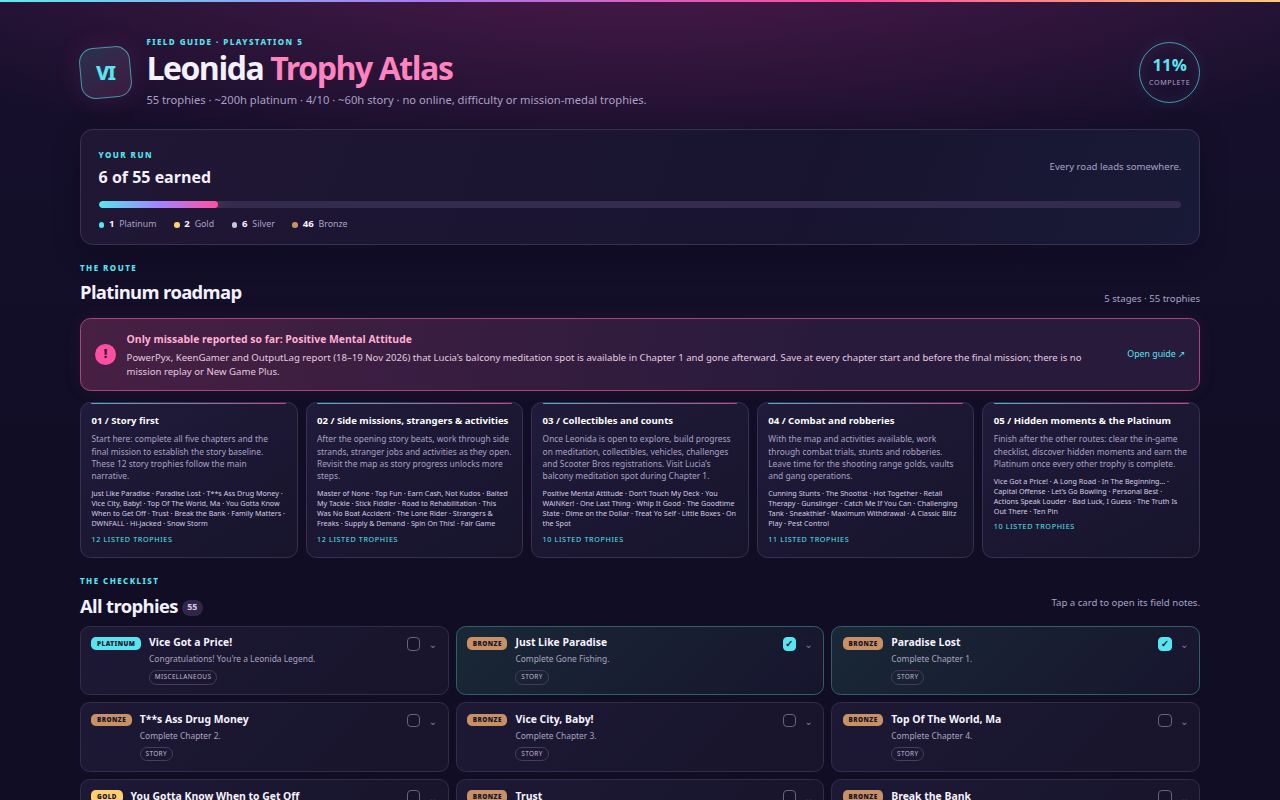 FIELD GUIDE · PLAYSTATION 5
VI
Leonida Trophy Atlas
55 trophies · ~200h platinum · 4/10 · ~60h story · no online, difficulty or mission-medal trophies.
11%
COMPLETE
YOUR RUN
6 of 55 earned
Every road leads somewhere.
1 Platinum
2 Gold
6 Silver
46 Bronze
THE ROUTE
Platinum roadmap
5 stages · 55 trophies
!
Only missable reported so far: Positive Mental Attitude
PowerPyx, KeenGamer and OutputLag report (18–19 Nov 2026) that Lucia's balcony meditation spot is available in Chapter 1 and gone afterward. Save at every chapter start and before the final mission; there is no
mission replay or New Game Plus.
Open guide ↗
01 / Story first
Start here: complete all five chapters and the
final mission to establish the story baseline.
These 12 story trophies follow the main
narrative.
Just Like Paradise · Paradise Lost · T**s Ass Drug Money ·
Vice City, Baby! · Top Of The World, Ma · You Gotta Know
When to Get Off · Trust · Break the Bank · Family Matters ·
DWNFALL · Hi-Jacked · Snow Storm
12 LISTED TROPHIES
02 / Side missions, strangers & activities
After the opening story beats, work through side
strands, stranger jobs and activities as they open.
Revisit the map as story progress unlocks more
steps.
Master of None · Top Fun · Earn Cash, Not Kudos · Baited
My Tackle · Stick Fiddler · Road to Rehabilitation · This
Was No Boat Accident · The Lone Rider · Strangers &
Freaks · Supply & Demand · Spin On This! · Fair Game
12 LISTED TROPHIES
03 / Collectibles and counts
Once Leonida is open to explore, build progress
on meditation, collectibles, vehicles, challenges
and Scooter Bros registrations. Visit Lucia's
balcony meditation spot during Chapter 1.
Positive Mental Attitude · Don't Touch My Deck · You
WAiNKer! · One Last Thing · Whip It Good · The Goodtime
State · Dime on the Dollar · Treat Yo Self · Little Boxes · On
the Spot
10 LISTED TROPHIES
04 / Combat and robberies
With the map and activities available, work
through combat trials, stunts and robberies.
Leave time for the shooting range golds, vaults
and gang operations.
Cunning Stunts · The Shootist · Hot Together · Retail
Therapy · Gunslinger · Catch Me If You Can · Challenging
Tank · Sneakthief · Maximum Withdrawal · A Classic Blitz
Play · Pest Control
11 LISTED TROPHIES
05 / Hidden moments & the Platinum
Finish after the other routes: clear the in-game
checklist, discover hidden moments and earn the
Platinum once every other trophy is complete.
Vice Got a Price! · A Long Road · In The Beginning... ·
Capital Offense · Let's Go Bowling · Personal Best ·
Actions Speak Louder · Bad Luck, I Guess · The Truth Is
Out There · Ten Pin
10 LISTED TROPHIES
THE CHECKLIST
All trophies 55
Tap a card to open its field notes.
PLATINUM
Vice Got a Price!
Congratulations! You're a Leonida Legend.
MISCELLANEOUS
BRONZE
Just Like Paradise
Complete Gone Fishing.
STORY
BRONZE
Paradise Lost
Complete Chapter 1.
STORY
BRONZE
T**s Ass Drug Money
Complete Chapter 2.
STORY
BRONZE
Vice City, Baby!
Complete Chapter 3.
STORY
BRONZE
Top Of The World, Ma
Complete Chapter 4.
STORY
GOLD
You Gotta Know When to Get Off
BRONZE
Trust
BRONZE
Break the Bank